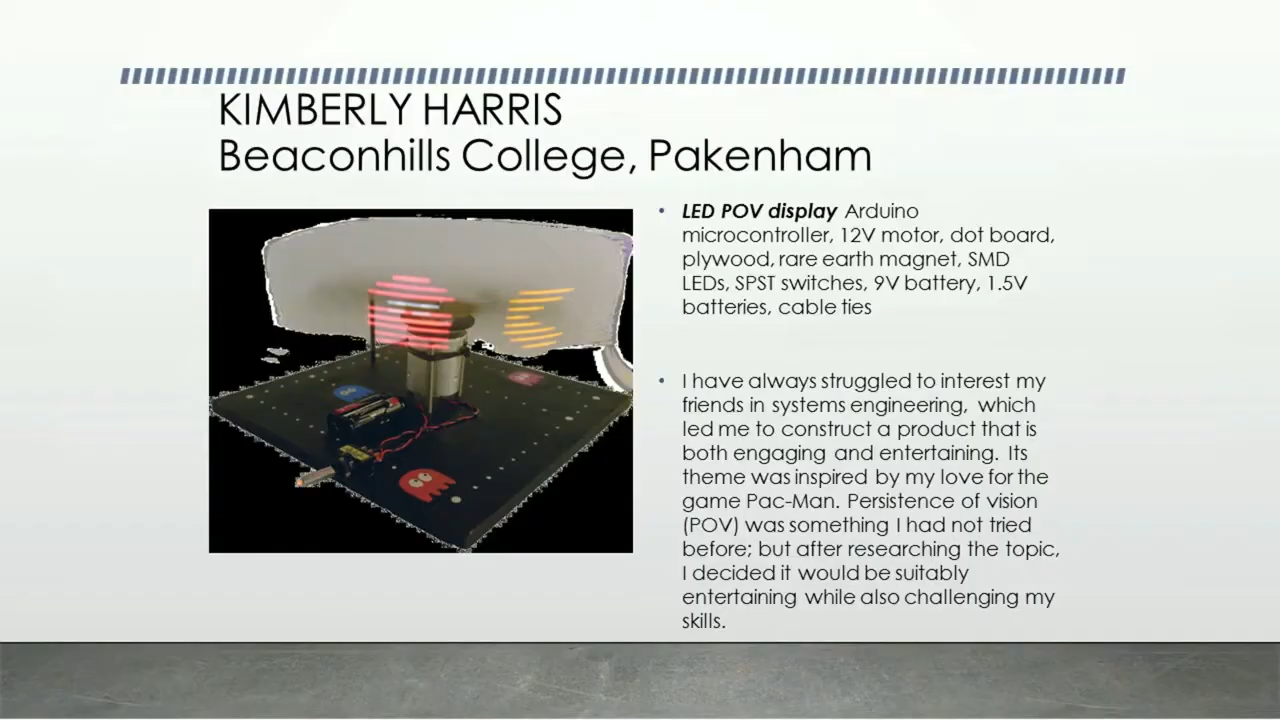 KIMBERLY HARRIS
Beaconhills College, Pakenham
• LED POV display Arduino
microcontroller, 12V motor, dot board,
plywood, rare earth magnet, SMD
LEDs, SPST switches, 9V battery, 1.5V
batteries, cable ties
• I have always struggled to interest my
friends in systems engineering, which
led me to construct a product that is
both engaging and entertaining. Its
theme was inspired by my love for the
game Pac-Man. Persistence of vision
(POV) was something I had not tried
before; but after researching the topic,
I decided it would be suitably
entertaining while also challenging my
skills.